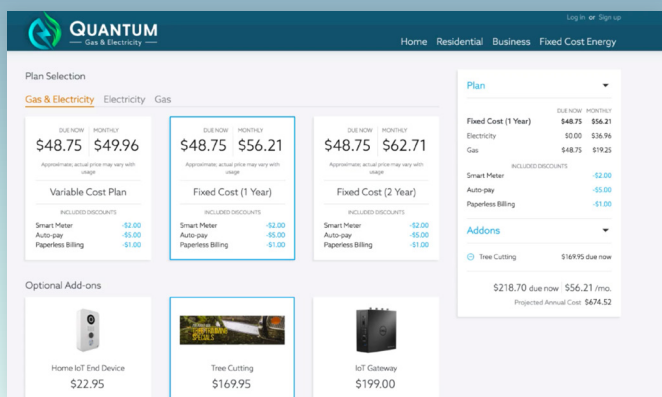 Log in or Sign up
QUANTUM
Gas & Electricity
Home Residential Business Fixed Cost Energy
Plan Selection
Gas & Electricity Electricity Gas
DUE NOW MONTHLY
$48.75 $49.96
Approximate; actual price may vary with usage
Variable Cost Plan
INCLUDED DISCOUNTS
Smart Meter -$2.00
Auto-pay -$5.00
Paperless Billing -$1.00
DUE NOW MONTHLY
$48.75 $56.21
Approximate; actual price may vary with usage
Fixed Cost (1 Year)
INCLUDED DISCOUNTS
Smart Meter -$2.00
Auto-pay -$5.00
Paperless Billing -$1.00
DUE NOW MONTHLY
$48.75 $62.71
Approximate; actual price may vary with usage
Fixed Cost (2 Year)
INCLUDED DISCOUNTS
Smart Meter -$2.00
Auto-pay -$5.00
Paperless Billing -$1.00
Optional Add-ons
Home IoT End Device
$22.95
SPECIALS
Tree Cutting
$169.95
IoT Gateway
$199.00
Plan
DUE NOW MONTHLY
Fixed Cost (1 Year) $48.75 $56.21
Electricity $0.00 $36.96
Gas $48.75 $19.25
INCLUDED DISCOUNTS
Smart Meter -$2.00
Auto-pay -$5.00
Paperless Billing -$1.00
Addons
Tree Cutting $169.95 due now
$218.70 due now $56.21 /mo.
Projected Annual Cost $674.52